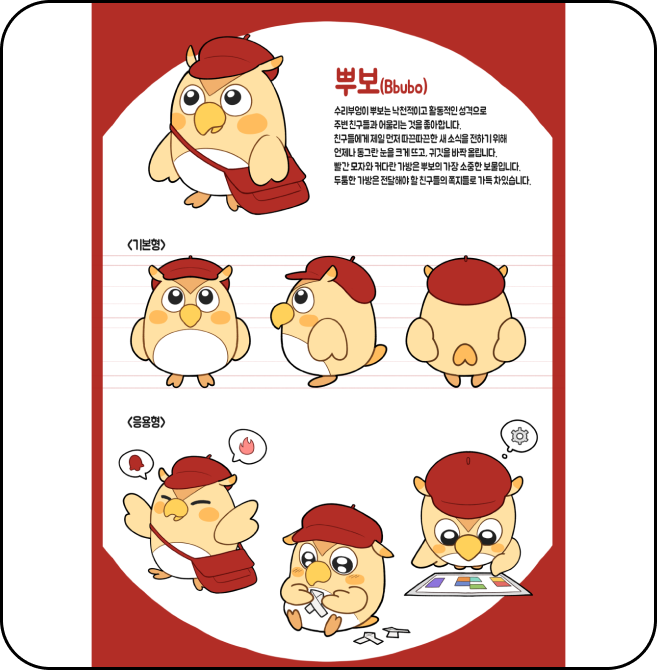 뿌보(Bbubo)
수리부엉이 뿌보는 낙천적이고 활동적인 성격으로
주변 친구들과 어울리는 것을 좋아합니다.
친구들에게 제일 먼저 따끈따끈한 새 소식을 전하기 위해
언제나 동그란 눈을 크게 뜨고, 귀깃을 바짝 올립니다.
빨간 모자와 커다란 가방은 뿌보의 가장 소중한 보물입니다.
두툼한 가방은 전달해야 할 친구들의 쪽지들로 가득 차있습니다.
<기본형>
<응용형>